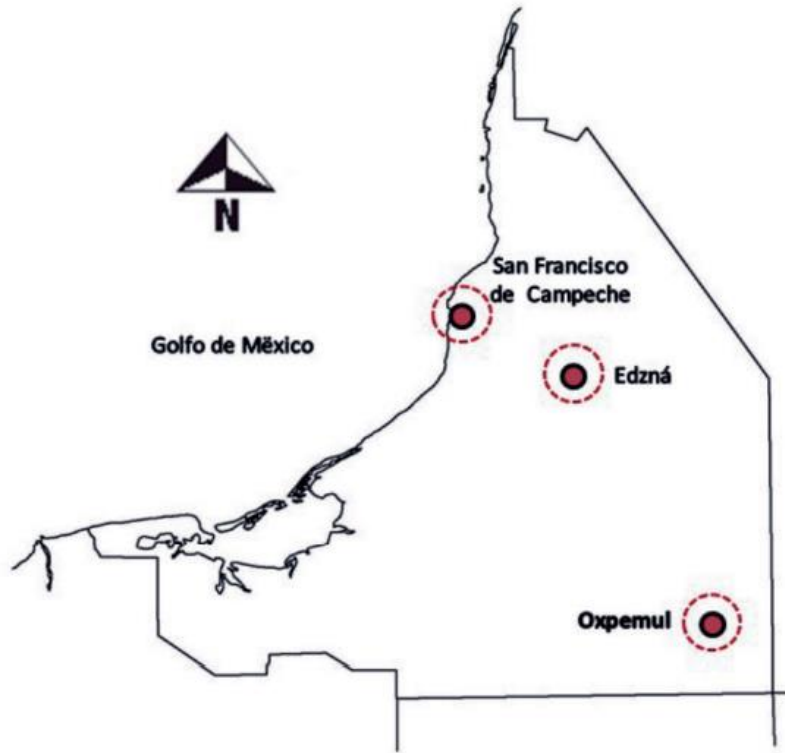 N
San Francisco
de Campeche
Golfo de Mëxico
Edzná
Oxpemul